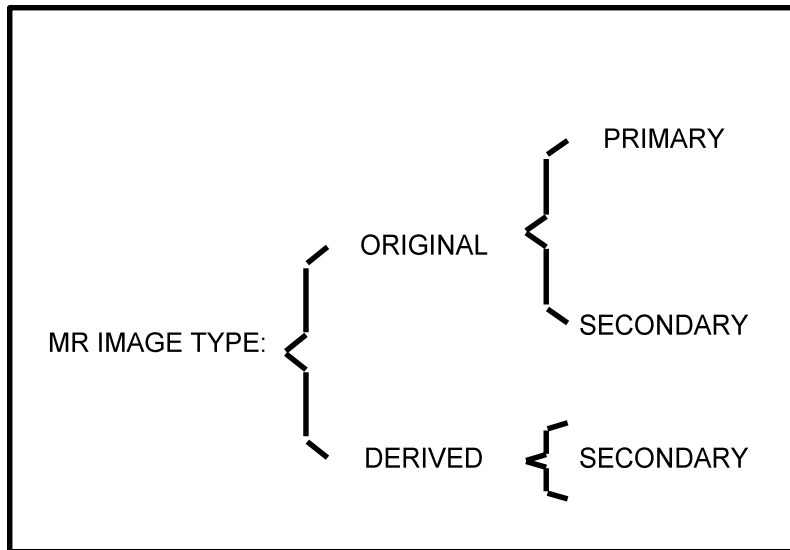 PRIMARY
ORIGINAL
SECONDARY
MR IMAGE TYPE:
DERIVED
SECONDARY